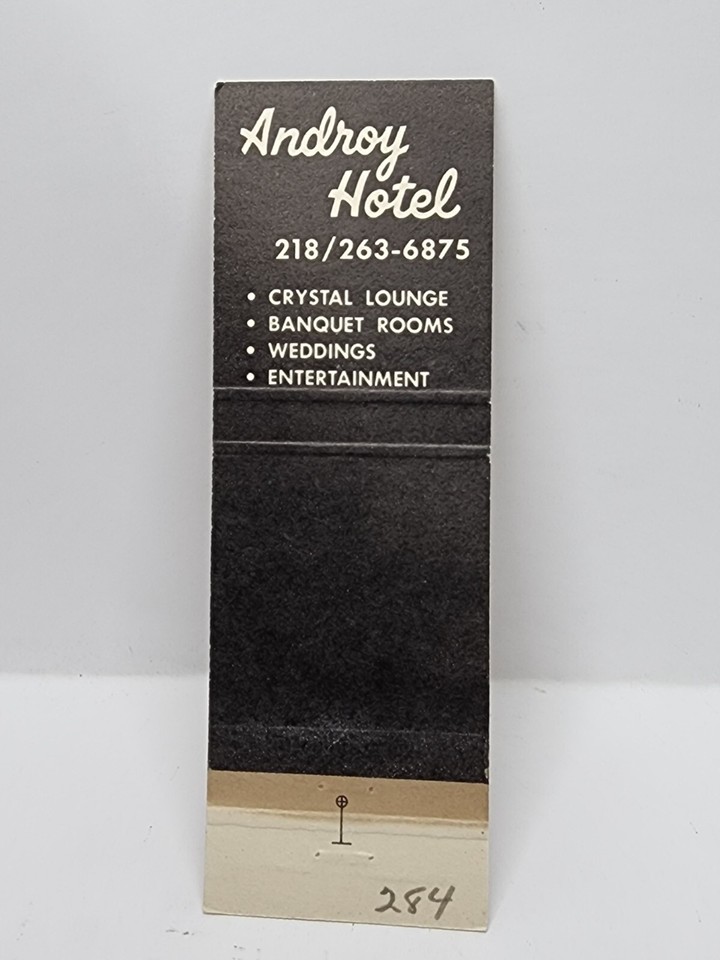 Androy
Hotel
218/263-6875
• CRYSTAL LOUNGE
• BANQUET ROOMS
• WEDDINGS
• ENTERTAINMENT
284